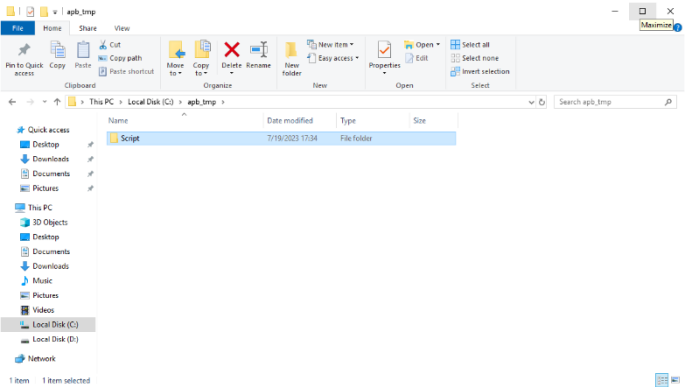 apb_tmp
Maximize
File Home Share View
Pin to Quick access
Copy
Paste
Cut
Copy path
Paste shortcut
Clipboard
Move to
Copy to
Delete
Rename
Organize
New folder
New item
Easy access
New
Properties
Open
Edit
Open
Select all
Select none
Invert selection
Select
This PC > Local Disk (C:) > apb_tmp >
Search apb_tmp
Name Date modified Type Size
Script 7/19/2023 17:34 File folder
Quick access
Desktop
Downloads
Documents
Pictures
This PC
3D Objects
Desktop
Documents
Downloads
Music
Pictures
Videos
Local Disk (C:)
Local Disk (D:)
Network
1 item 1 item selected